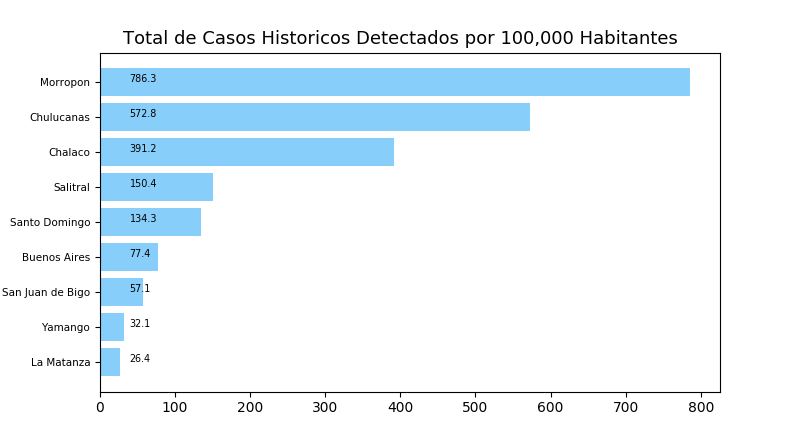 Total de Casos Historicos Detectados por 100,000 Habitantes
Morropon 786.3
Chulucanas 572.8
Chalaco 391.2
Salitral 150.4
Santo Domingo 134.3
Buenos Aires 77.4
San Juan de Bigo 57.1
Yamango 32.1
La Matanza 26.4
0 100 200 300 400 500 600 700 800